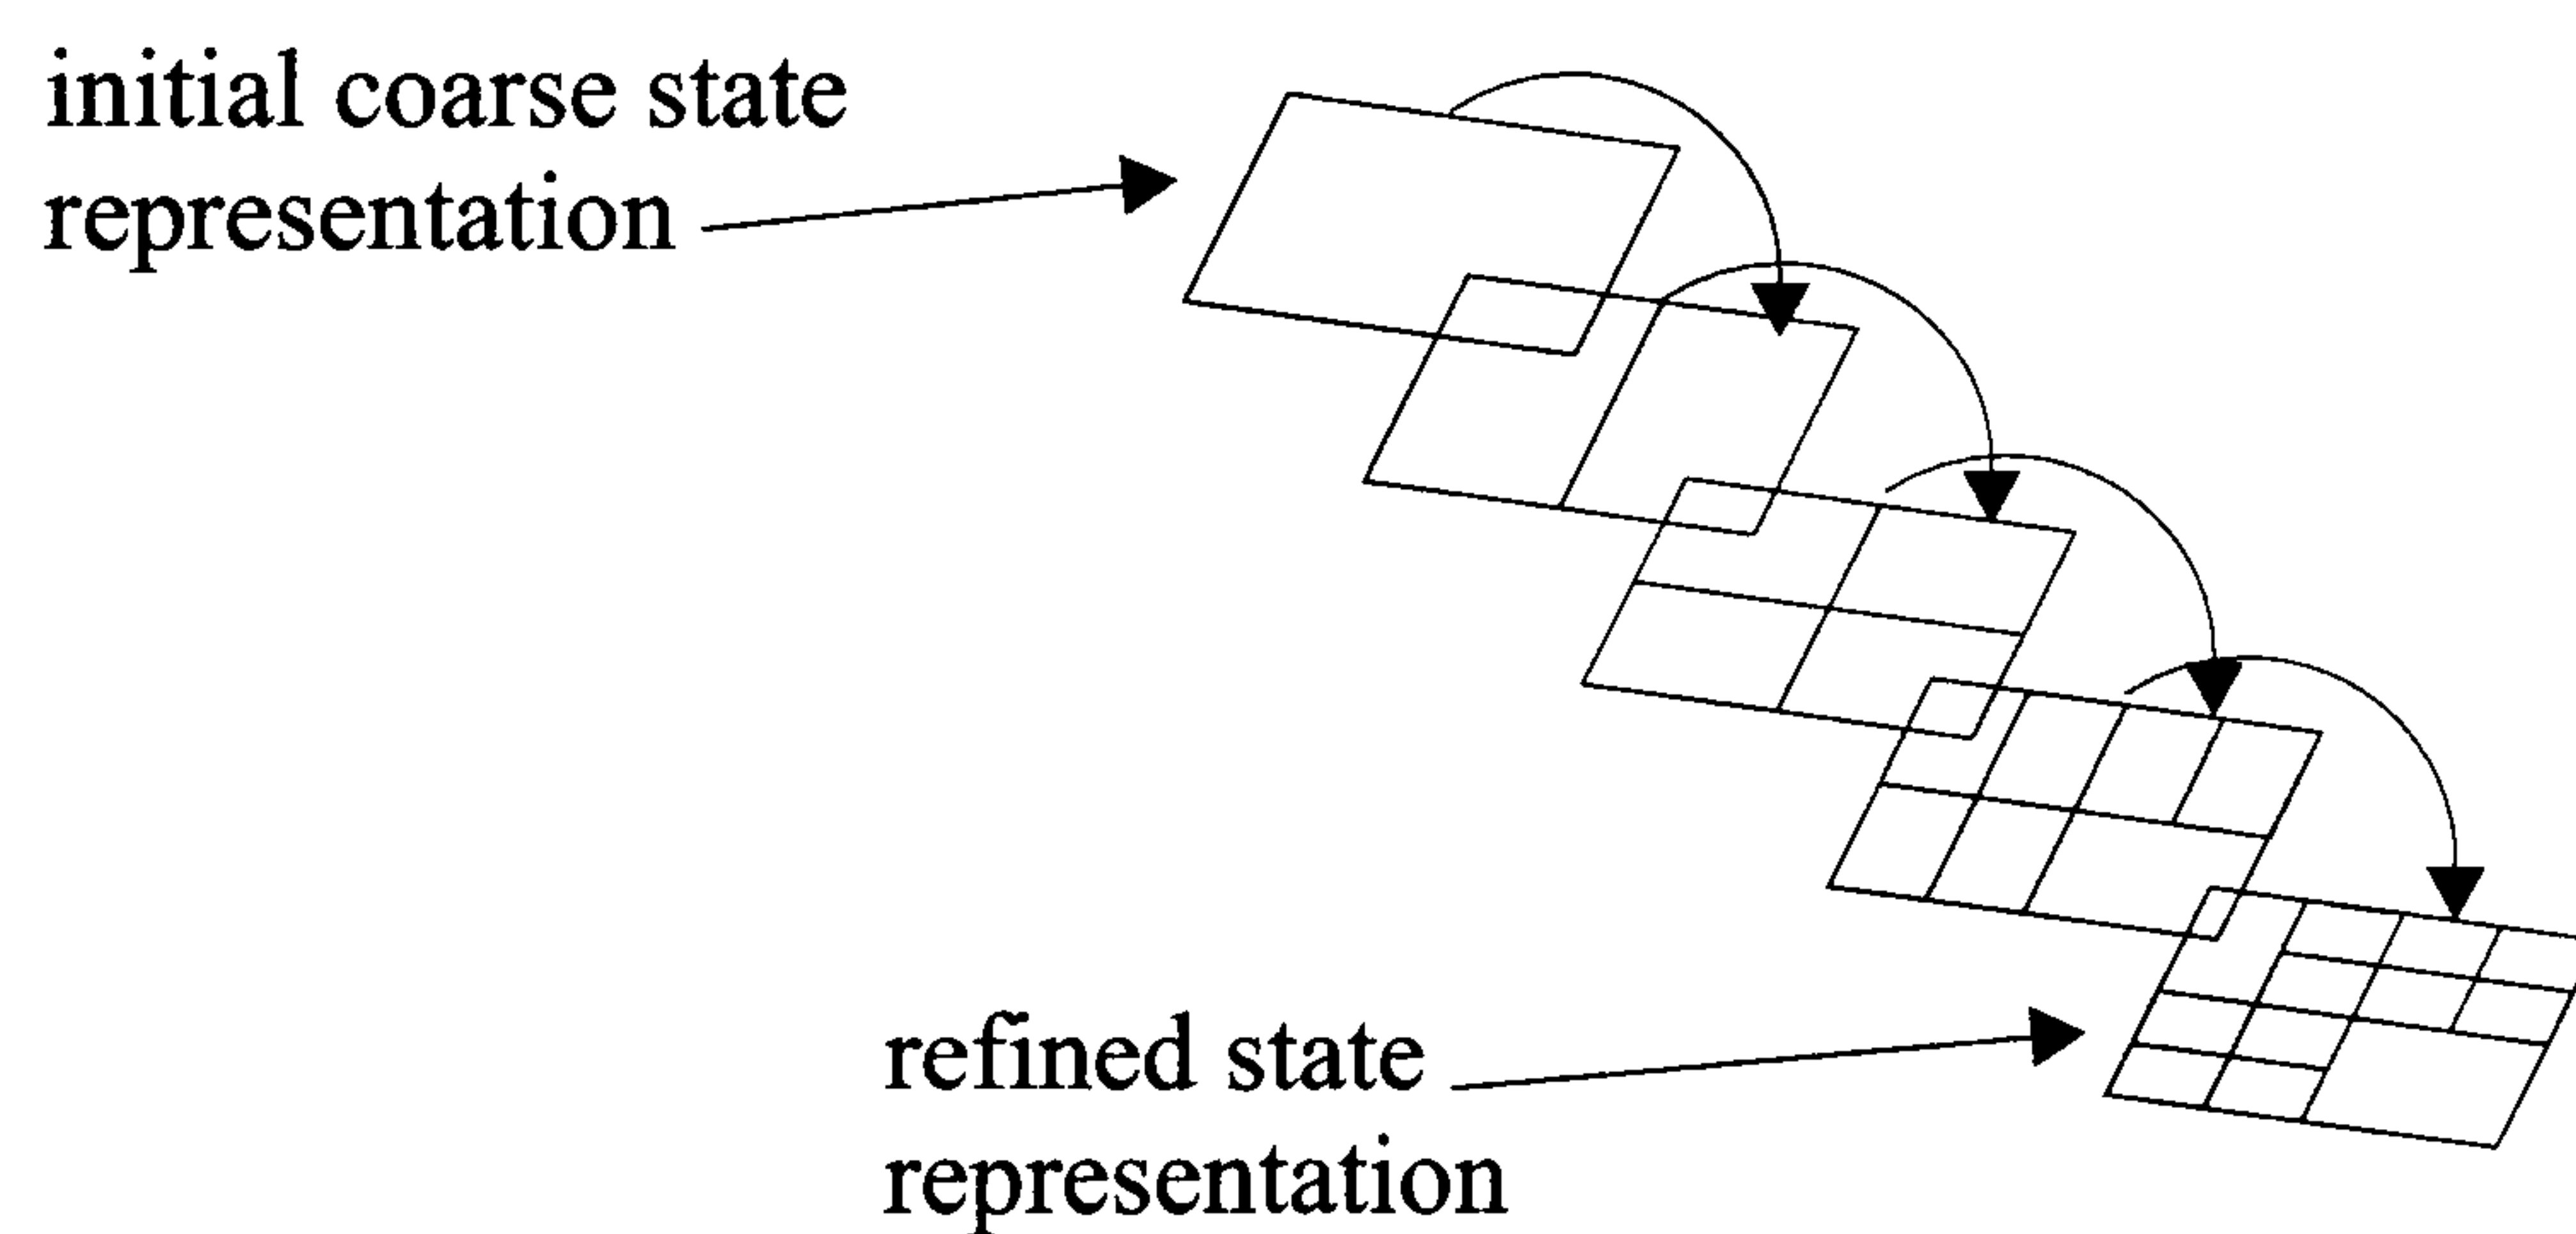 initial coarse state
representation
refined state
representation